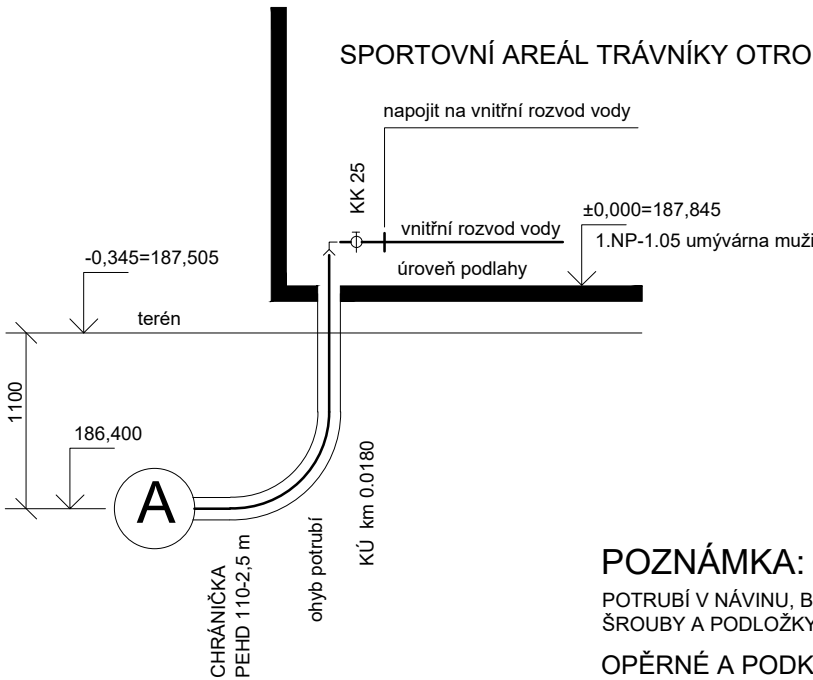 SPORTOVNÍ AREÁL TRÁVNÍKY OTRO
napojit na vnitřní rozvod vody
KK 25
vnitřní rozvod vody
±0,000=187,845
1.NP-1.05 umývárna muži
úroveň podlahy
-0,345=187,505
terén
1100
186,400
A
CHRÁNIČKA
PEHD 110-2,5 m
ohyb potrubí
KÚ km 0.0180
POZNÁMKA:
POTRUBÍ V NÁVINU, B
ŠROUBY A PODLOŽKY
OPĚRNÉ A PODK